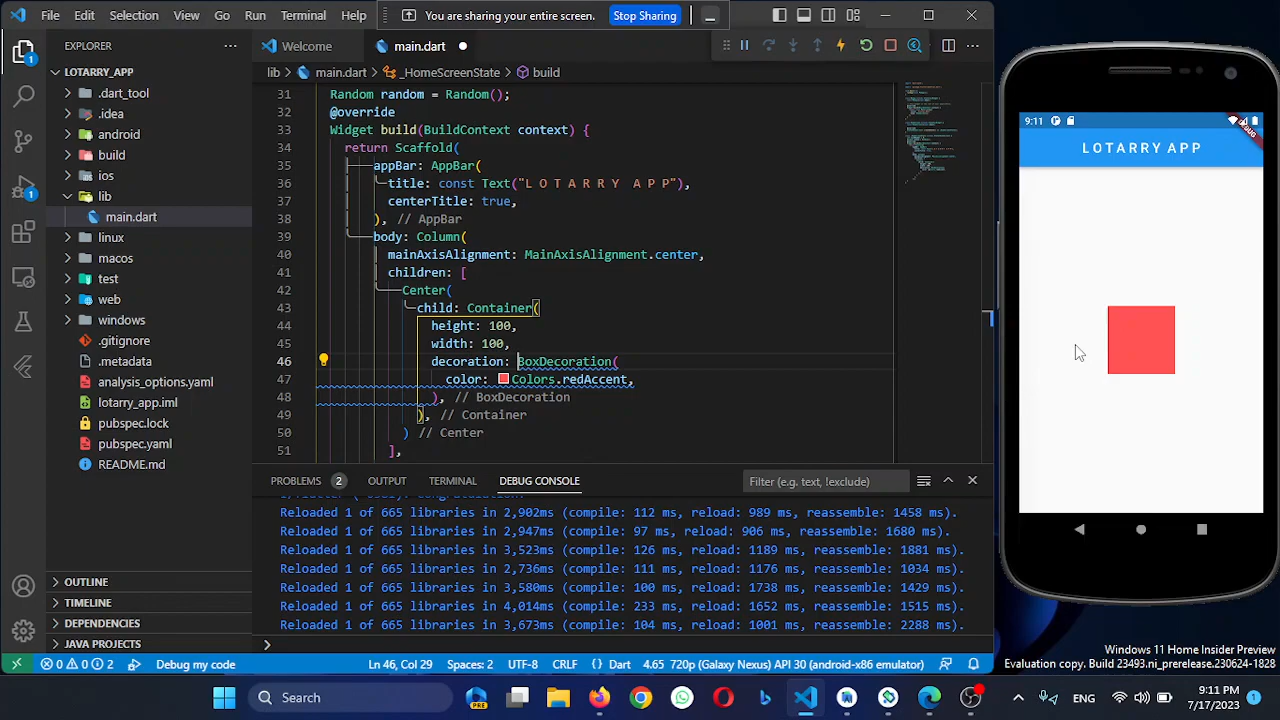 File Edit Selection View Go Run Terminal Help
You are sharing your entire screen. Stop Sharing
EXPLORER
Welcome
main.dart
LOTARRY_APP
lib > main.dart > _HomeScreenState > build
.dart_tool
.idea
android
build
ios
lib
main.dart
linux
macos
test
web
windows
.gitignore
.metadata
analysis_options.yaml
lotarry_app.iml
pubspec.lock
pubspec.yaml
README.md
OUTLINE
TIMELINE
DEPENDENCIES
JAVA PROJECTS
1
1
31 Random random = Random();
32 @override
33 Widget build(BuildContext context) {
34 return Scaffold(
35 appBar: AppBar(
36 title: const Text("L O T A R R Y  A P P"),
37 centerTitle: true,
38 ), // AppBar
39 body: Column(
40 mainAxisAlignment: MainAxisAlignment.center,
41 children: [
42 Center(
43 child: Container(
44 height: 100,
45 width: 100,
46 decoration: BoxDecoration(
47 color: Colors.redAccent,
48 ), // BoxDecoration
49 ), // Container
50 ) // Center
51 ],
PROBLEMS 2 OUTPUT TERMINAL DEBUG CONSOLE
Filter (e.g. text, !exclude)
Reloaded 1 of 665 libraries in 2,902ms (compile: 112 ms, reload: 989 ms, reassemble: 1458 ms).
Reloaded 1 of 665 libraries in 2,947ms (compile: 97 ms, reload: 906 ms, reassemble: 1680 ms).
Reloaded 1 of 665 libraries in 3,523ms (compile: 126 ms, reload: 1189 ms, reassemble: 1881 ms).
Reloaded 1 of 665 libraries in 2,736ms (compile: 111 ms, reload: 1176 ms, reassemble: 1034 ms).
Reloaded 1 of 665 libraries in 3,580ms (compile: 100 ms, reload: 1738 ms, reassemble: 1429 ms).
Reloaded 1 of 665 libraries in 4,014ms (compile: 233 ms, reload: 1652 ms, reassemble: 1515 ms).
Reloaded 1 of 665 libraries in 3,673ms (compile: 104 ms, reload: 1001 ms, reassemble: 2288 ms).
0 0 2 Debug my code
Ln 46, Col 29 Spaces: 2 UTF-8 CRLF {} Dart 4.65 720p (Galaxy Nexus) API 30 (android-x86 emulator)
9:11
DEBUG
L O T A R R Y A P P
Windows 11 Home Insider Preview
Evaluation copy. Build 23493.ni_prerelease.230624-1828
Search
PRE
ENG
9:11 PM
7/17/2023
1